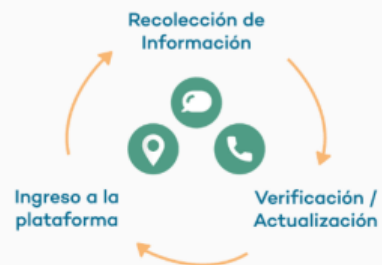 Recolección de
Información
Ingreso a la
plataforma
Verificación /
Actualización